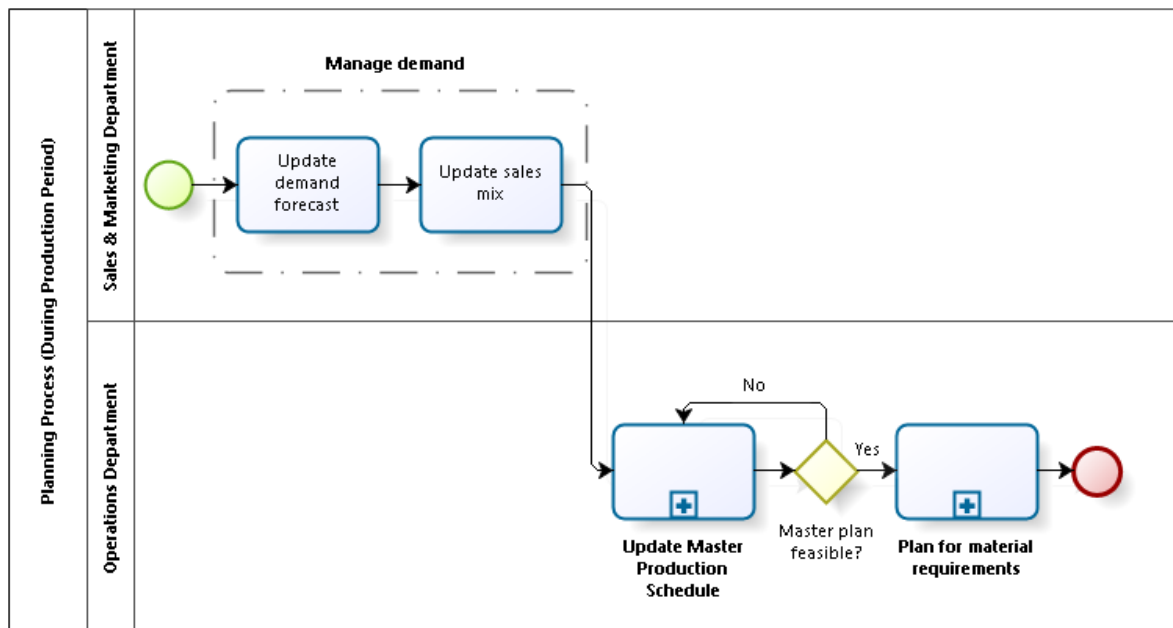 Planning Process (During Production Period)
Sales & Marketing Department
Manage demand
Update
demand
forecast
Update sales
mix
Operations Department
No
Yes
Update Master
Production
Schedule
Master plan
feasible?
Plan for material
requirements